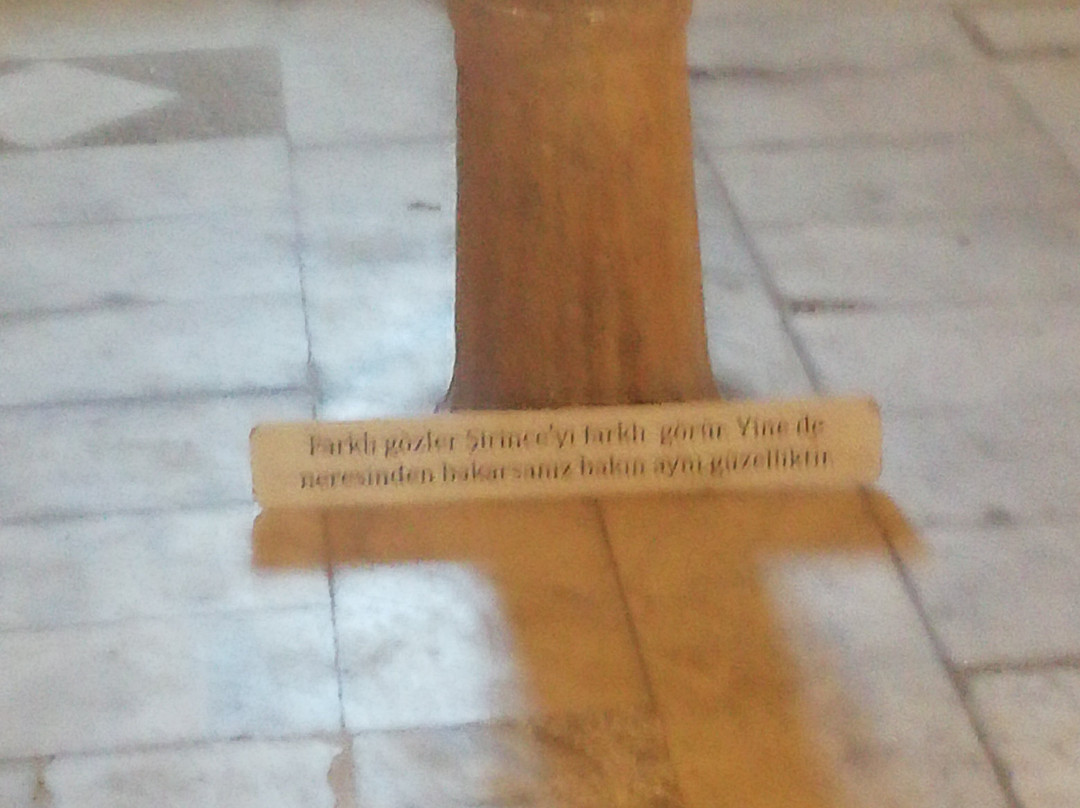 Farklı gözler Şirince'yi farklı görür. Yine de
neresinden bakarsanız bakın aynı güzelliktir.